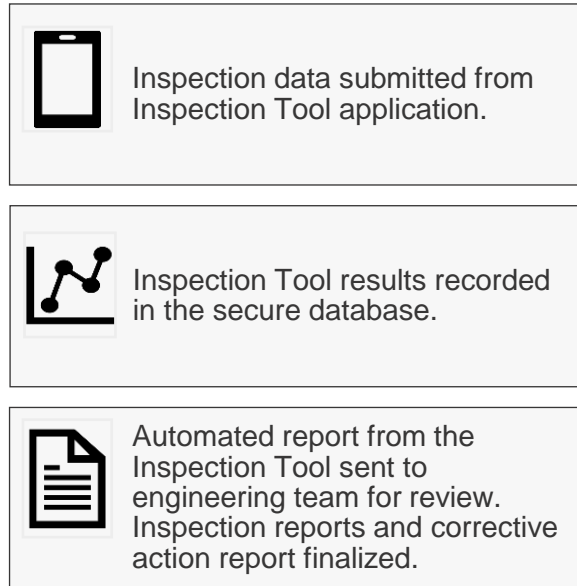 Inspection data submitted from
Inspection Tool application.
Inspection Tool results recorded
in the secure database.
Automated report from the
Inspection Tool sent to
engineering team for review.
Inspection reports and corrective
action report finalized.